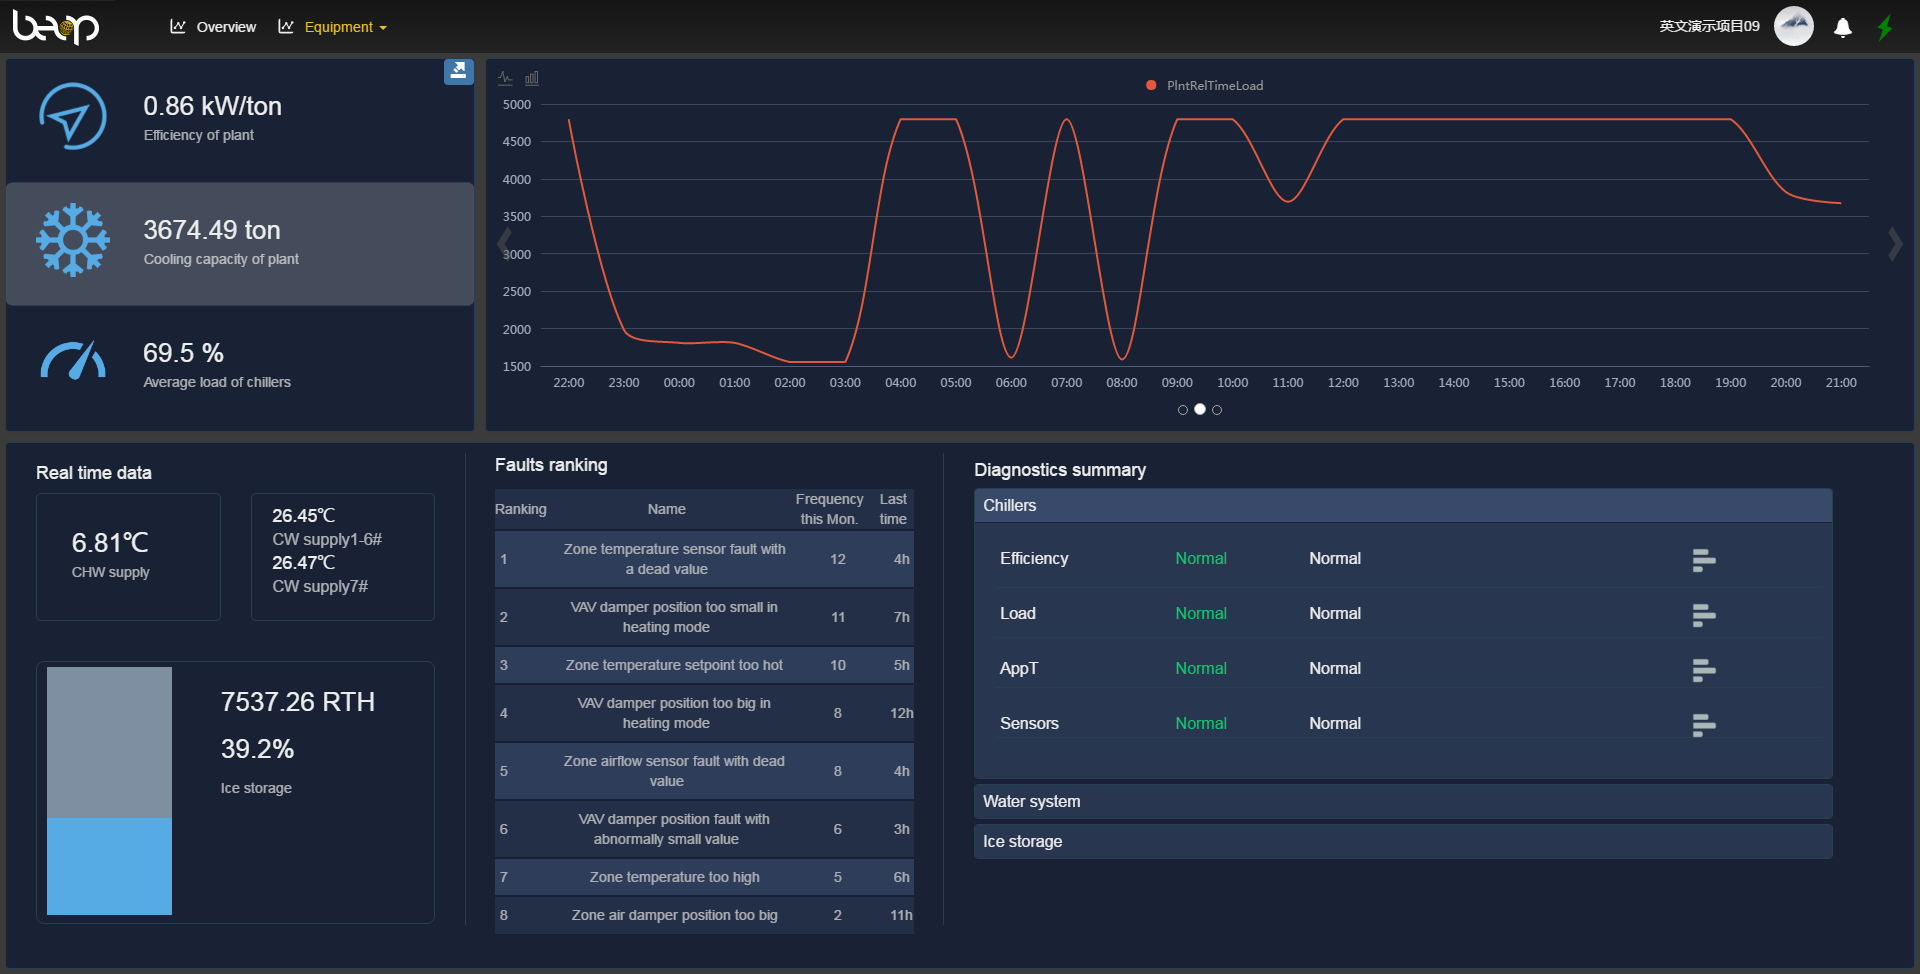 beop
Overview
Equipment
英文演示项目09
0.86 kW/ton
Efficiency of plant
3674.49 ton
Cooling capacity of plant
69.5 %
Average load of chillers
PlntRelTimeLoad
5000
4500
4000
3500
3000
2500
2000
1500
22:00 23:00 00:00 01:00 02:00 03:00 04:00 05:00 06:00 07:00 08:00 09:00 10:00 11:00 12:00 13:00 14:00 15:00 16:00 17:00 18:00 19:00 20:00 21:00
Real time data
6.81℃
CHW supply
26.45℃
CW supply1-6#
26.47℃
CW supply7#
7537.26 RTH
39.2%
Ice storage
Faults ranking
Ranking Name Frequency this Mon. Last time
1 Zone temperature sensor fault with a dead value 12 4h
2 VAV damper position too small in heating mode 11 7h
3 Zone temperature setpoint too hot 10 5h
4 VAV damper position too big in heating mode 8 12h
5 Zone airflow sensor fault with dead value 8 4h
6 VAV damper position fault with abnormally small value 6 3h
7 Zone temperature too high 5 6h
8 Zone air damper position too big 2 11h
Diagnostics summary
Chillers
Efficiency Normal Normal
Load Normal Normal
AppT Normal Normal
Sensors Normal Normal
Water system
Ice storage